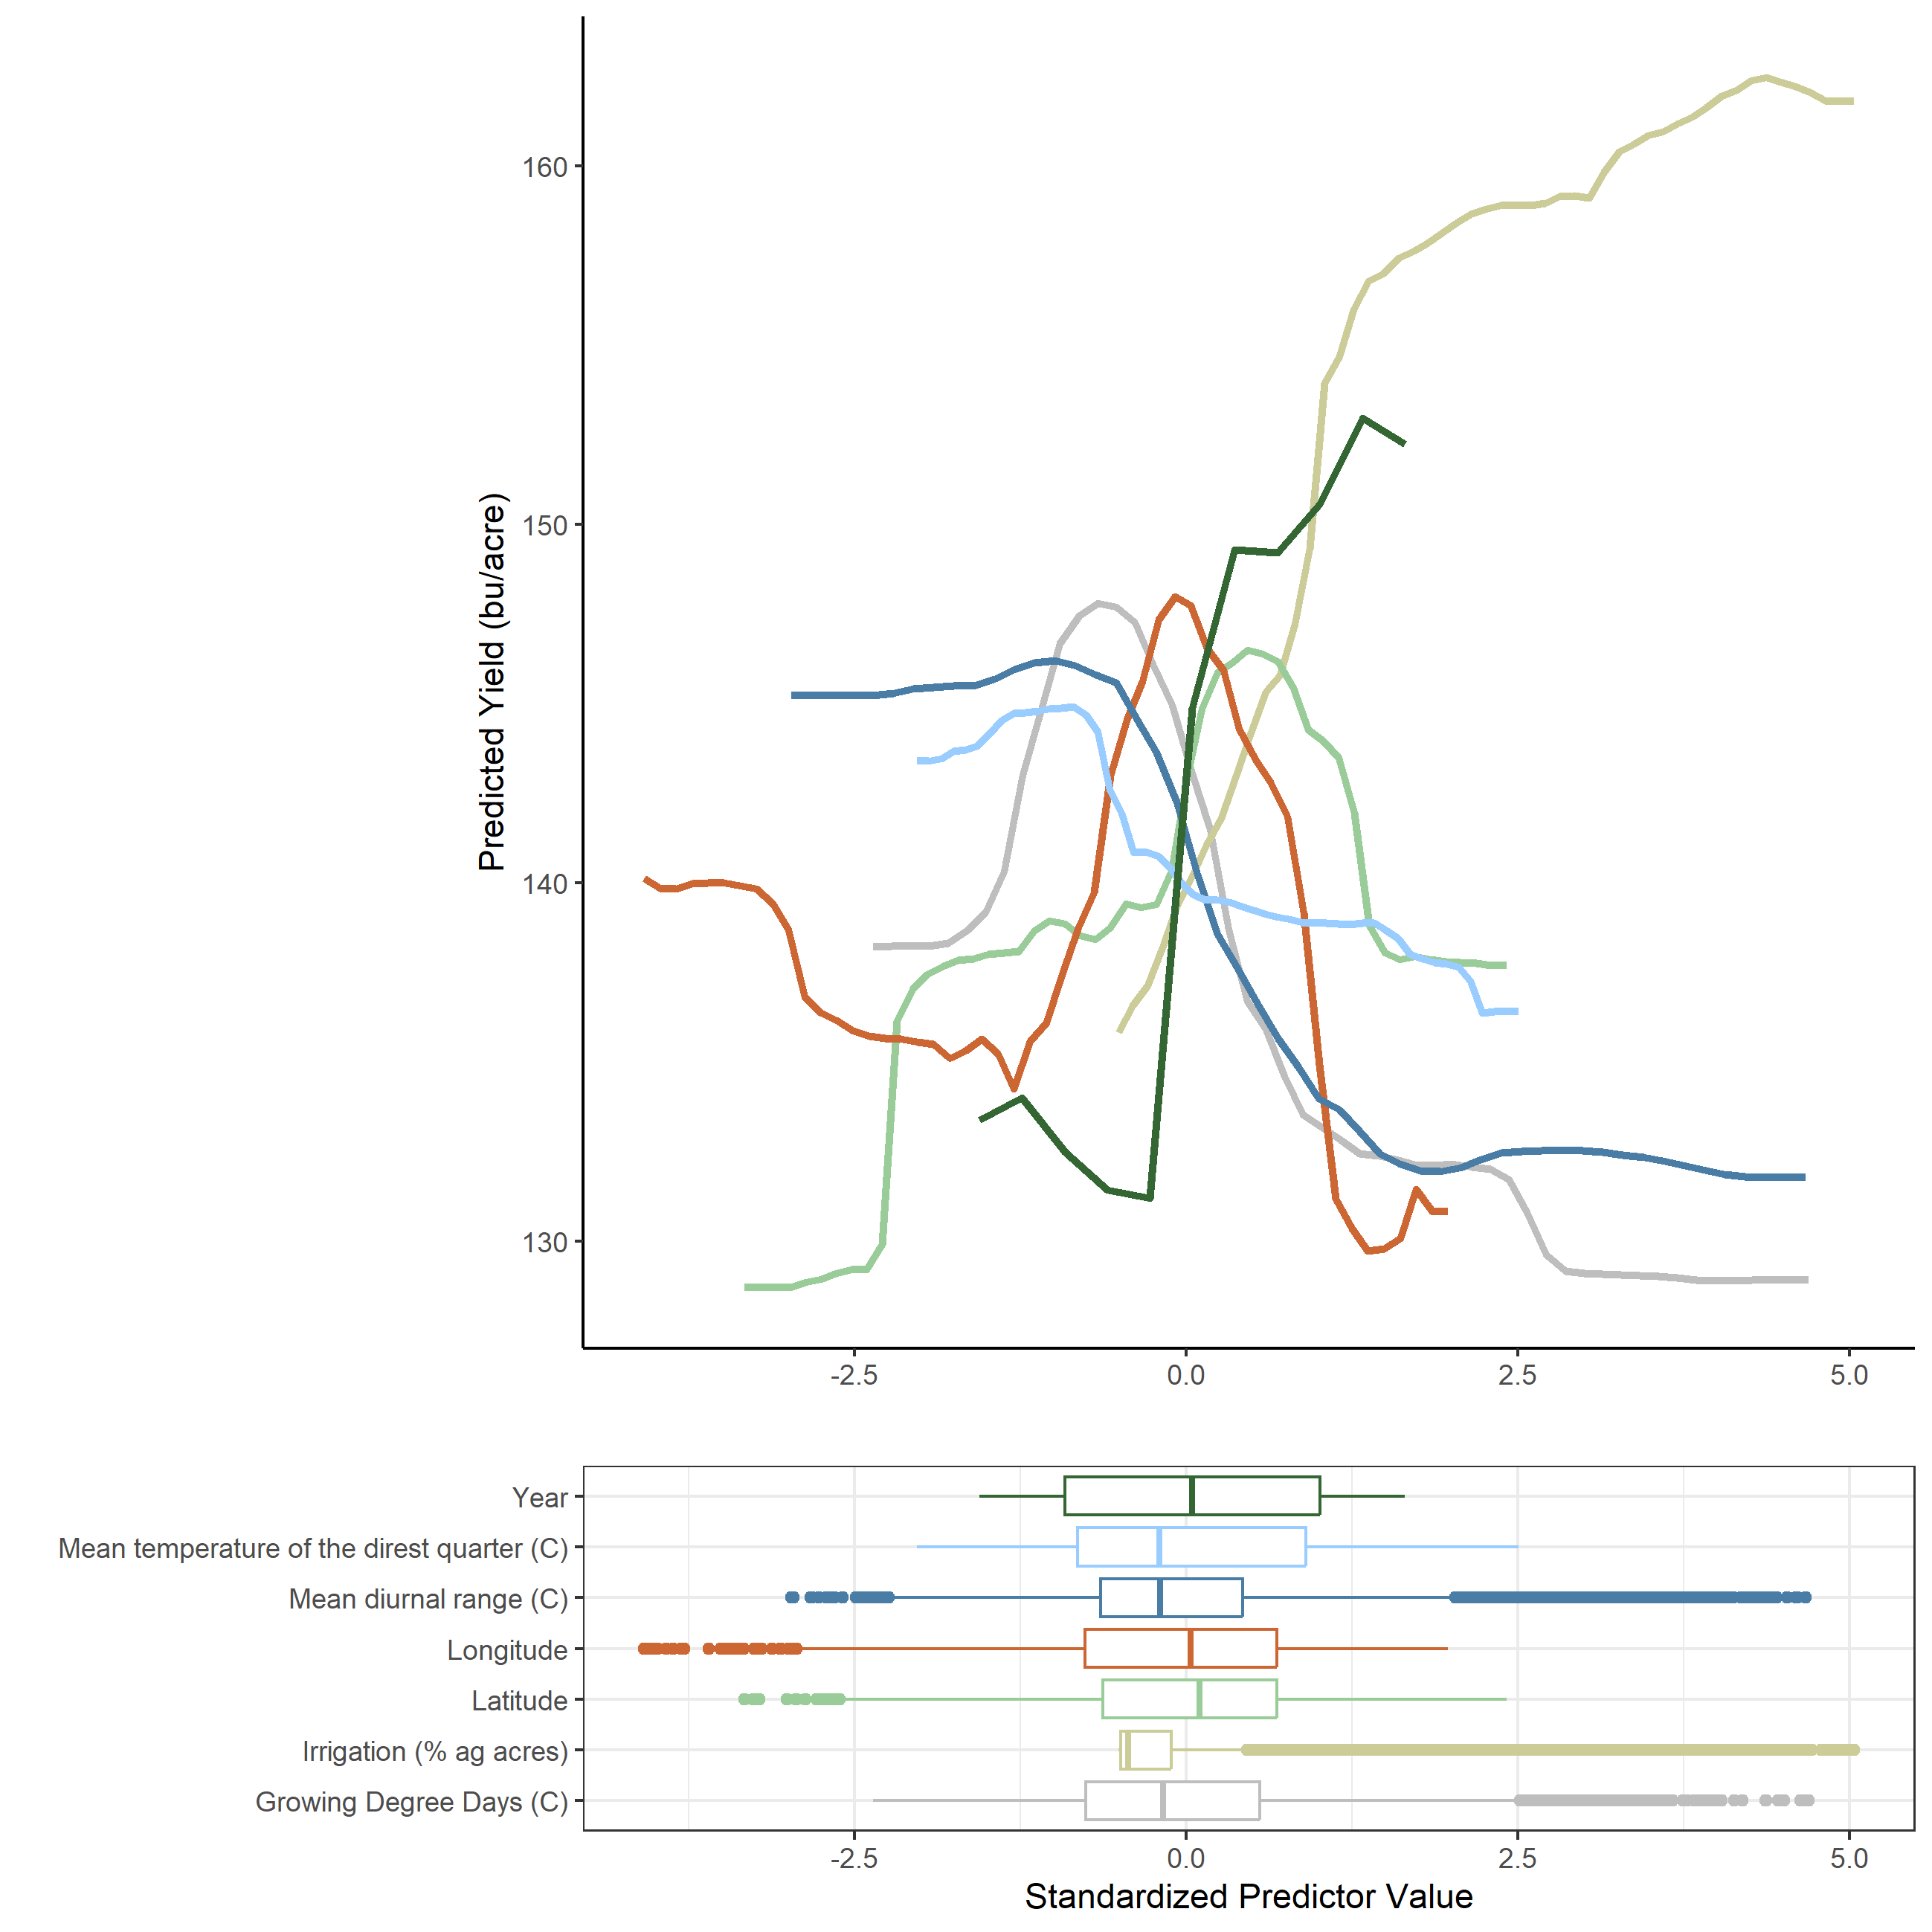 Predicted Yield (bu/acre)
160
150
140
130
-2.5 0.0 2.5 5.0
Year
Mean temperature of the direst quarter (C)
Mean diurnal range (C)
Longitude
Latitude
Irrigation (% ag acres)
Growing Degree Days (C)
-2.5 0.0 2.5 5.0
Standardized Predictor Value